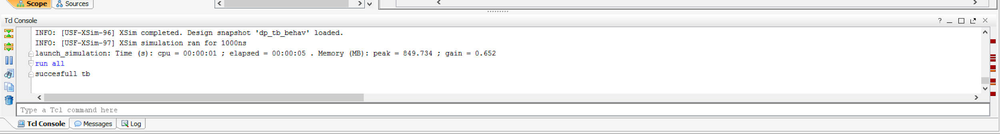 Scope Sources
Tcl Console
INFO: [USF-XSim-96] XSim completed. Design snapshot 'dp_tb_behav' loaded.
INFO: [USF-XSim-97] XSim simulation ran for 1000ns
launch_simulation: Time (s): cpu = 00:00:01 ; elapsed = 00:00:05 . Memory (MB): peak = 849.734 ; gain = 0.652
run all
succesfull tb
Type a Tcl command here
Tcl Console Messages Log